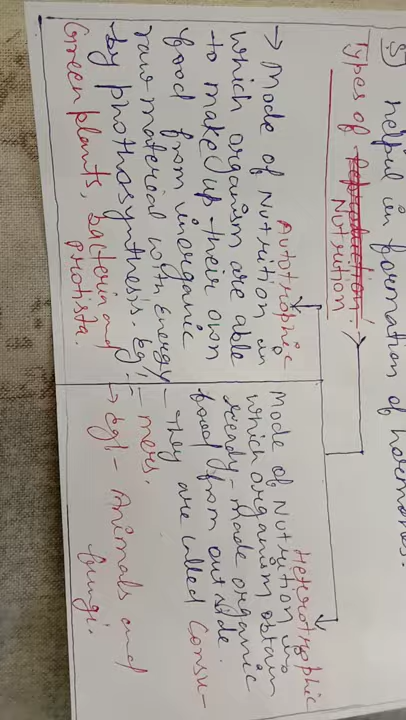 5) helpful in formation of hormones.
Types of Reproduction
Nutrition
Autotrophic
→ Mode of Nutrition in
which organism are able
to make up their own
food from inorganic
raw material with energy
by photosynthesis. Eg:-
Green plants, bacteria and
Protista.
Heterotrophic
Mode of Nutrition in
which organism obtain
ready-made organic
food from outside.
- They are called Consu-
- mers.
→ Eg:- Animals and
fungi.